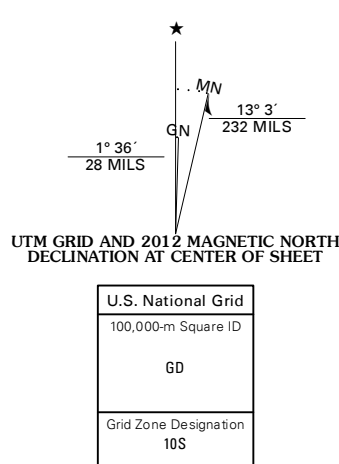 ★
MN
GN
13° 3´
232 MILS
1° 36´
28 MILS
UTM GRID AND 2012 MAGNETIC NORTH
DECLINATION AT CENTER OF SHEET
U.S. National Grid
100,000-m Square ID
GD
Grid Zone Designation
10S